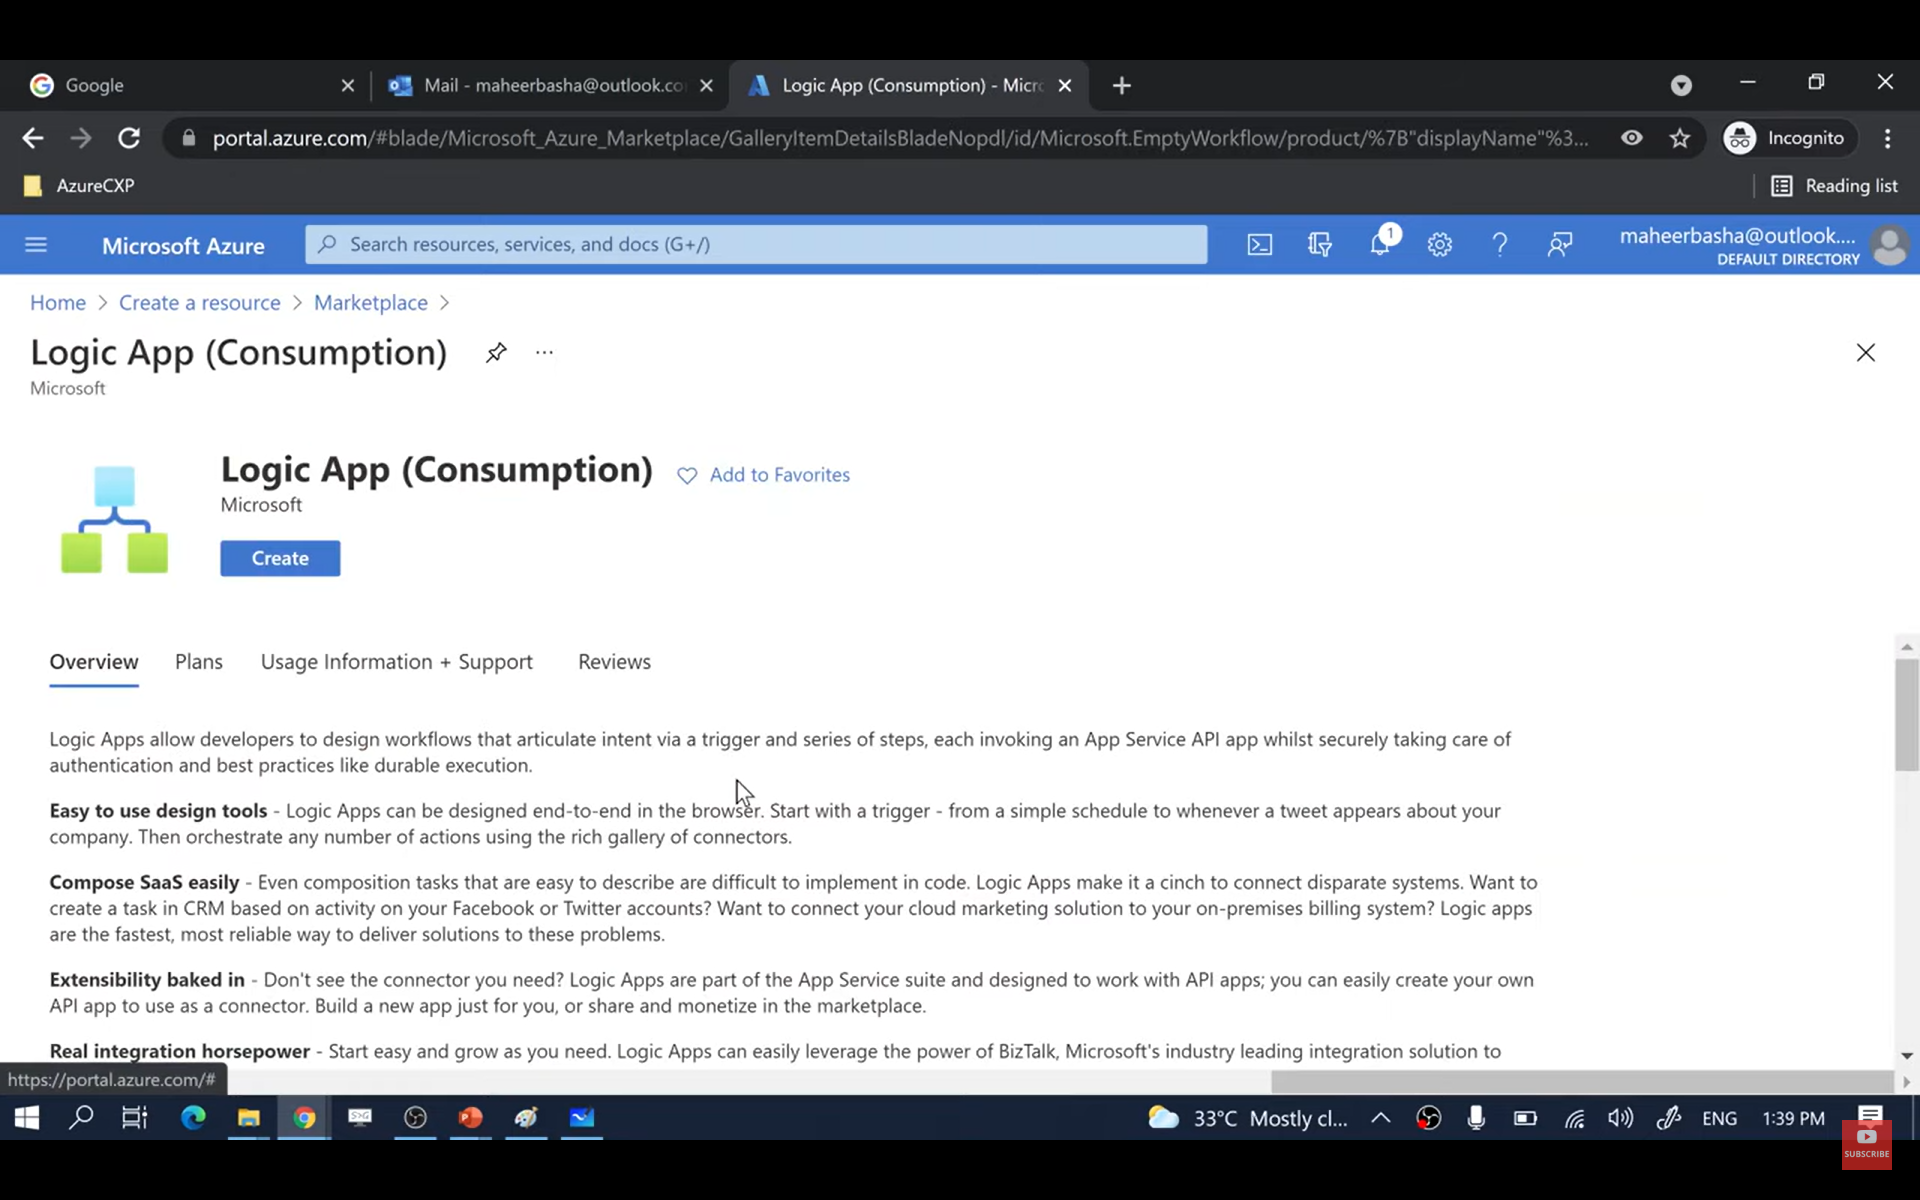 Google
Mail - maheerbasha@outlook.co
Logic App (Consumption) - Micro
portal.azure.com/#blade/Microsoft_Azure_Marketplace/GalleryItemDetailsBladeNopdl/id/Microsoft.EmptyWorkflow/product/%7B"displayName"%3...
Incognito
AzureCXP
Reading list
Microsoft Azure
Search resources, services, and docs (G+/)
1
maheerbasha@outlook....
DEFAULT DIRECTORY
Home > Create a resource > Marketplace >
Logic App (Consumption)
Microsoft
Logic App (Consumption)
Add to Favorites
Microsoft
Create
Overview
Plans
Usage Information + Support
Reviews
Logic Apps allow developers to design workflows that articulate intent via a trigger and series of steps, each invoking an App Service API app whilst securely taking care of
authentication and best practices like durable execution.
Easy to use design tools - Logic Apps can be designed end-to-end in the browser. Start with a trigger - from a simple schedule to whenever a tweet appears about your
company. Then orchestrate any number of actions using the rich gallery of connectors.
Compose SaaS easily - Even composition tasks that are easy to describe are difficult to implement in code. Logic Apps make it a cinch to connect disparate systems. Want to
create a task in CRM based on activity on your Facebook or Twitter accounts? Want to connect your cloud marketing solution to your on-premises billing system? Logic apps
are the fastest, most reliable way to deliver solutions to these problems.
Extensibility baked in - Don't see the connector you need? Logic Apps are part of the App Service suite and designed to work with API apps; you can easily create your own
API app to use as a connector. Build a new app just for you, or share and monetize in the marketplace.
Real integration horsepower - Start easy and grow as you need. Logic Apps can easily leverage the power of BizTalk, Microsoft's industry leading integration solution to
https://portal.azure.com/#
33°C Mostly cl...
ENG
1:39 PM
SUBSCRIBE